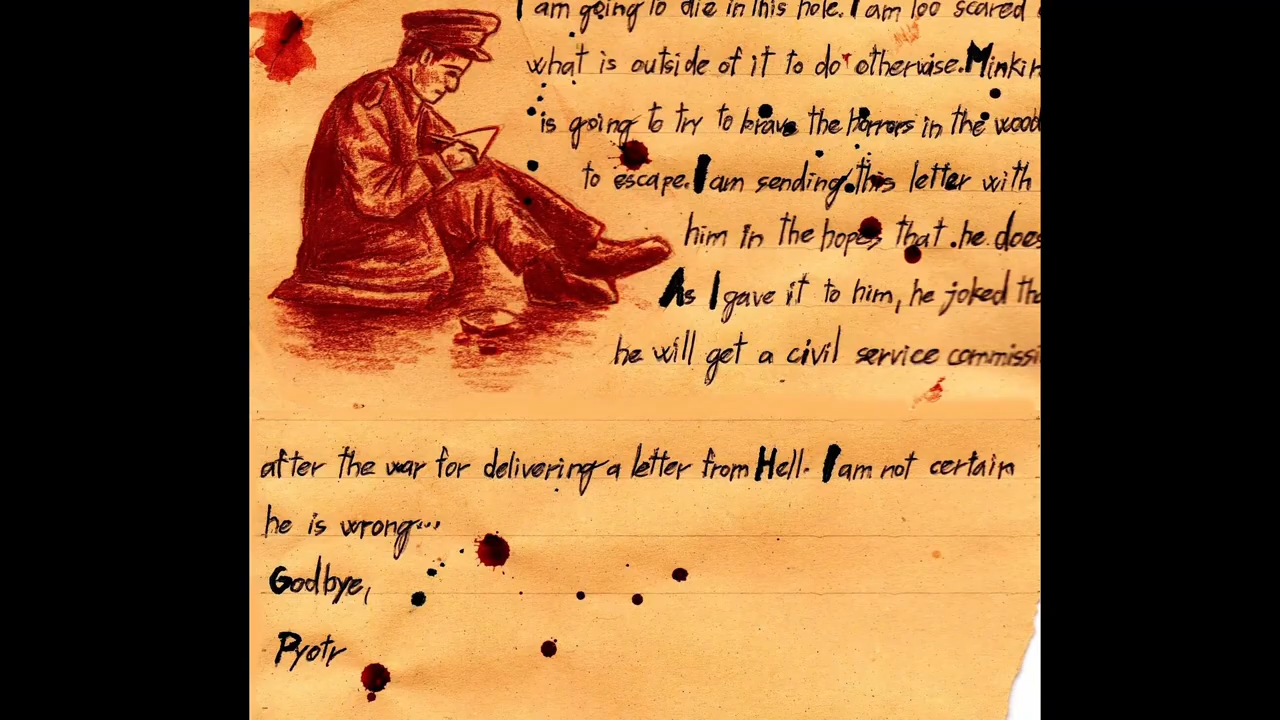 I am going to die in this hole. I am too scared
what is outside of it to do otherwise. Minkin
is going to try to brave the horrors in the wood
to escape. I am sending this letter with
him in the hopes that he does
As I gave it to him, he joked tha
he will get a civil service commissi
after the war for delivering a letter from Hell. I am not certain
he is wrong...
Godbye,
Pyotr